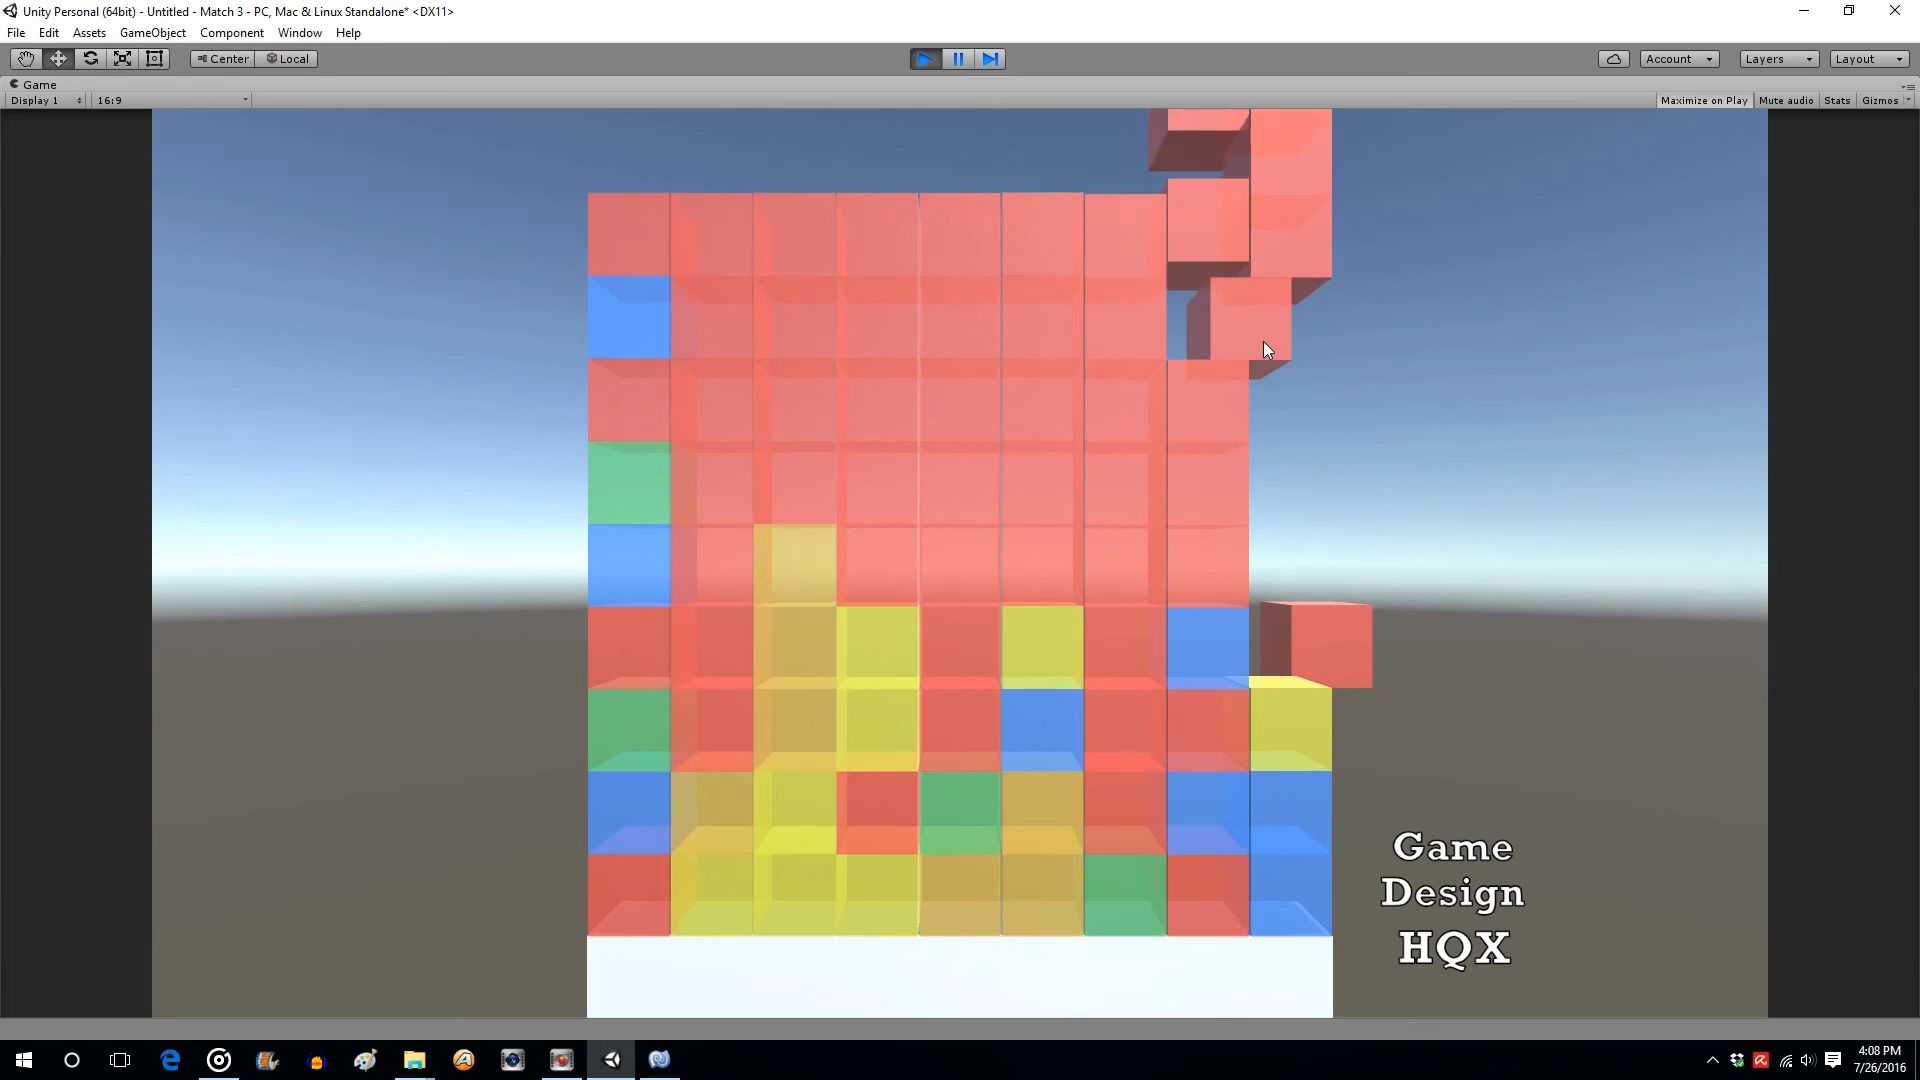 Unity Personal (64bit) - Untitled - Match 3 - PC, Mac & Linux Standalone* <DX11>
File Edit Assets GameObject Component Window Help
Center Local Account Layers Layout
Game
Display 1 16:9 Maximize on Play Mute audio Stats Gizmos
Game
Design
HQX
4:08 PM
7/26/2016